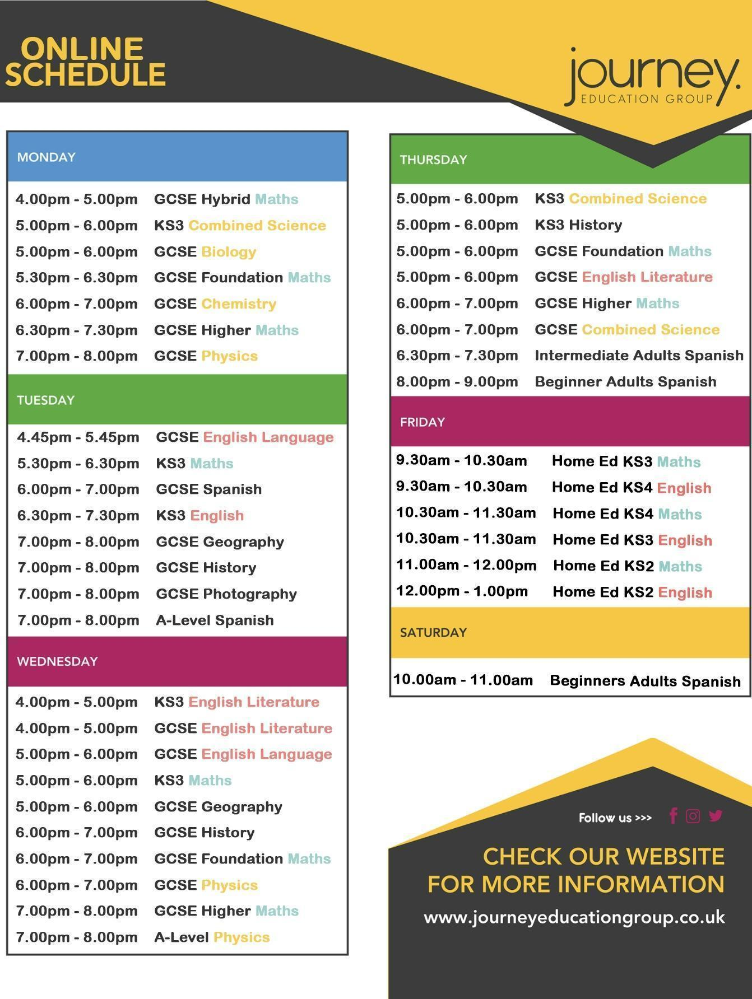 ONLINE
SCHEDULE
journey.
EDUCATION GROUP
MONDAY
4.00pm - 5.00pm GCSE Hybrid Maths
5.00pm - 6.00pm KS3 Combined Science
5.00pm - 6.00pm GCSE Biology
5.30pm - 6.30pm GCSE Foundation Maths
6.00pm - 7.00pm GCSE Chemistry
6.30pm - 7.30pm GCSE Higher Maths
7.00pm - 8.00pm GCSE Physics
TUESDAY
4.45pm - 5.45pm GCSE English Language
5.30pm - 6.30pm KS3 Maths
6.00pm - 7.00pm GCSE Spanish
6.30pm - 7.30pm KS3 English
7.00pm - 8.00pm GCSE Geography
7.00pm - 8.00pm GCSE History
7.00pm - 8.00pm GCSE Photography
7.00pm - 8.00pm A-Level Spanish
WEDNESDAY
4.00pm - 5.00pm KS3 English Literature
4.00pm - 5.00pm GCSE English Literature
5.00pm - 6.00pm GCSE English Language
5.00pm - 6.00pm KS3 Maths
5.00pm - 6.00pm GCSE Geography
6.00pm - 7.00pm GCSE History
6.00pm - 7.00pm GCSE Foundation Maths
6.00pm - 7.00pm GCSE Physics
7.00pm - 8.00pm GCSE Higher Maths
7.00pm - 8.00pm A-Level Physics
THURSDAY
5.00pm - 6.00pm KS3 Combined Science
5.00pm - 6.00pm KS3 History
5.00pm - 6.00pm GCSE Foundation Maths
5.00pm - 6.00pm GCSE English Literature
6.00pm - 7.00pm GCSE Higher Maths
6.00pm - 7.00pm GCSE Combined Science
6.30pm - 7.30pm Intermediate Adults Spanish
8.00pm - 9.00pm Beginner Adults Spanish
FRIDAY
9.30am - 10.30am Home Ed KS3 Maths
9.30am - 10.30am Home Ed KS4 English
10.30am - 11.30am Home Ed KS4 Maths
10.30am - 11.30am Home Ed KS3 English
11.00am - 12.00pm Home Ed KS2 Maths
12.00pm - 1.00pm Home Ed KS2 English
SATURDAY
10.00am - 11.00am Beginners Adults Spanish
Follow us >>>
CHECK OUR WEBSITE
FOR MORE INFORMATION
www.journeyeducationgroup.co.uk